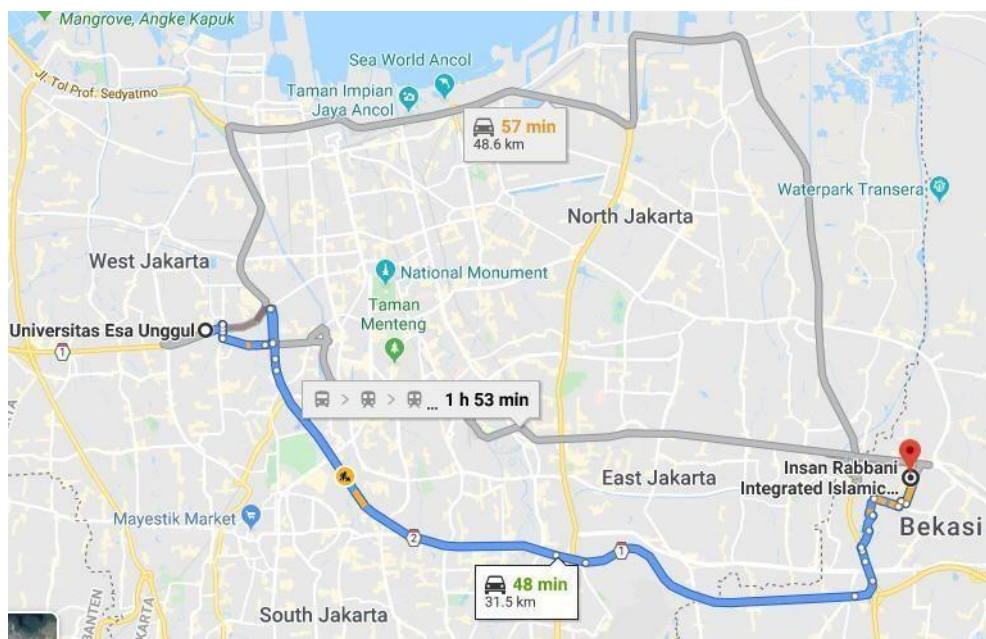 Mangrove, Angke Kapuk
Jl. Tol Prof. Sedyatmo
Sea World Ancol
Taman Impian
Jaya Ancol
57 min
48.6 km
Waterpark Transera
North Jakarta
West Jakarta
National Monument
Taman
Menteng
Universitas Esa Unggul
1
1 h 53 min
...
Insan Rabbani
Integrated Islamic...
East Jakarta
Mayestik Market
Bekasi
2
1
48 min
31.5 km
South Jakarta
BANTEN
JAKARTA